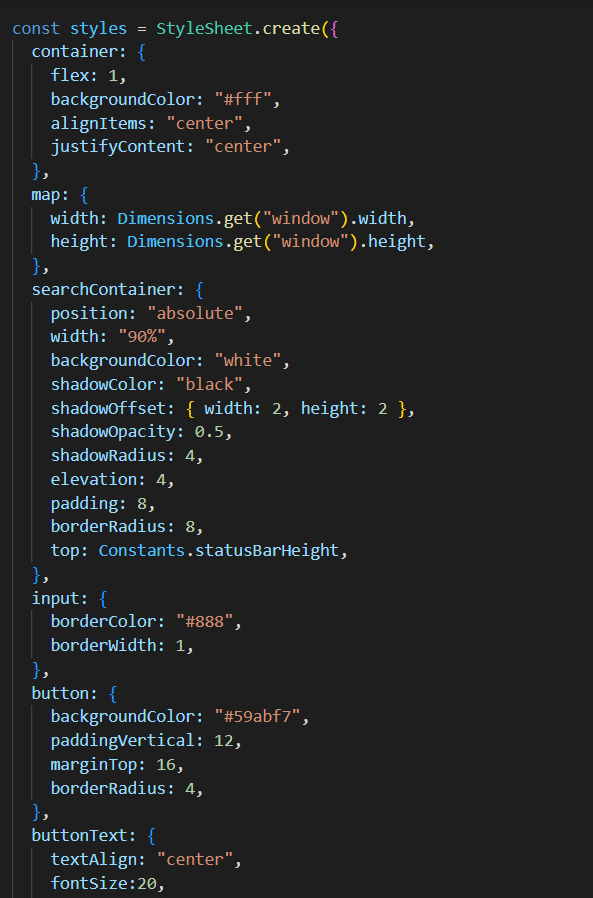 const styles = StyleSheet.create({
  container: {
    flex: 1,
    backgroundColor: "#fff",
    alignItems: "center",
    justifyContent: "center",
  },
  map: {
    width: Dimensions.get("window").width,
    height: Dimensions.get("window").height,
  },
  searchContainer: {
    position: "absolute",
    width: "90%",
    backgroundColor: "white",
    shadowColor: "black",
    shadowOffset: { width: 2, height: 2 },
    shadowOpacity: 0.5,
    shadowRadius: 4,
    elevation: 4,
    padding: 8,
    borderRadius: 8,
    top: Constants.statusBarHeight,
  },
  input: {
    borderColor: "#888",
    borderWidth: 1,
  },
  button: {
    backgroundColor: "#59abf7",
    paddingVertical: 12,
    marginTop: 16,
    borderRadius: 4,
  },
  buttonText: {
    textAlign: "center",
    fontSize:20,